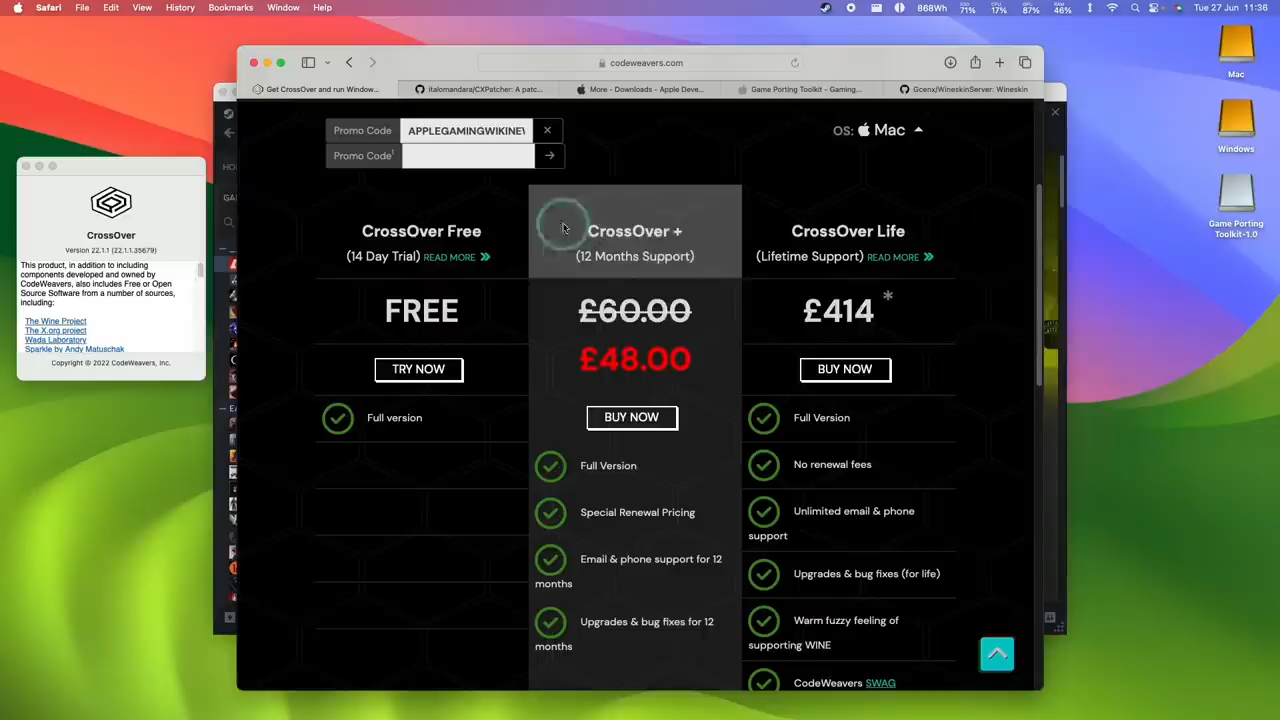 Safari File Edit View History Bookmarks Window Help
868Wh SSD 71% CPU 17% GPU 87% RAM 46% Tue 27 Jun 11:36
codeweavers.com
Get CrossOver and run Window...
italomandara/CXPatcher: A patc...
More - Downloads - Apple Deve...
Game Porting Toolkit - Gaming...
Gcenx/WineskinServer: Wineskin
Mac
Windows
Game Porting
Toolkit-1.0
CrossOver
Version 22.1.1 (22.1.1.35679)
This product, in addition to including
components developed and owned by
CodeWeavers, also includes Free or Open
Source Software from a number of sources,
including:
The Wine Project
The X.org project
Wada Laboratory
Sparkle by Andy Matuschak
Copyright © 2022 CodeWeavers, Inc.
Promo Code APPLEGAMINGWIKINEW
Promo Code¹
OS: Mac
CrossOver Free
(14 Day Trial) READ MORE
FREE
TRY NOW
Full version
CrossOver +
(12 Months Support)
£60.00
£48.00
BUY NOW
Full Version
Special Renewal Pricing
Email & phone support for 12
months
Upgrades & bug fixes for 12
months
CrossOver Life
(Lifetime Support) READ MORE
£414 *
BUY NOW
Full Version
No renewal fees
Unlimited email & phone
support
Upgrades & bug fixes (for life)
Warm fuzzy feeling of
supporting WINE
CodeWeavers SWAG